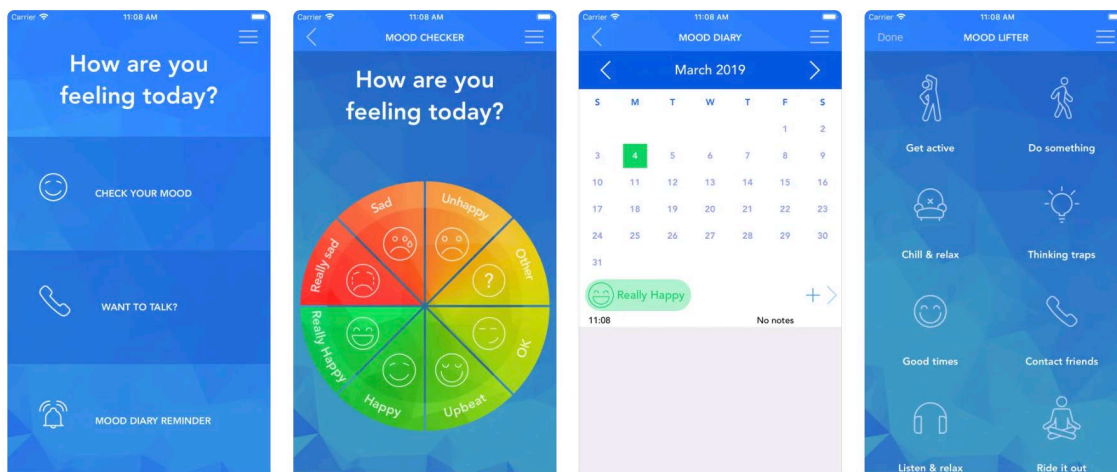 Carrier 11:08 AM
How are you
feeling today?
CHECK YOUR MOOD
WANT TO TALK?
MOOD DIARY REMINDER
Carrier 11:08 AM
MOOD CHECKER
How are you
feeling today?
Sad
Unhappy
Other
OK
Upbeat
Happy
Really Happy
Really sad
?
Carrier 11:08 AM
MOOD DIARY
March 2019
S M T W T F S
1 2
3 4 5 6 7 8 9
10 11 12 13 14 15 16
17 18 19 20 21 22 23
24 25 26 27 28 29 30
31
Really Happy +
11:08 No notes
Carrier 11:08 AM
Done MOOD LIFTER
Get active Do something
Chill & relax Thinking traps
Good times Contact friends
Listen & relax Ride it out